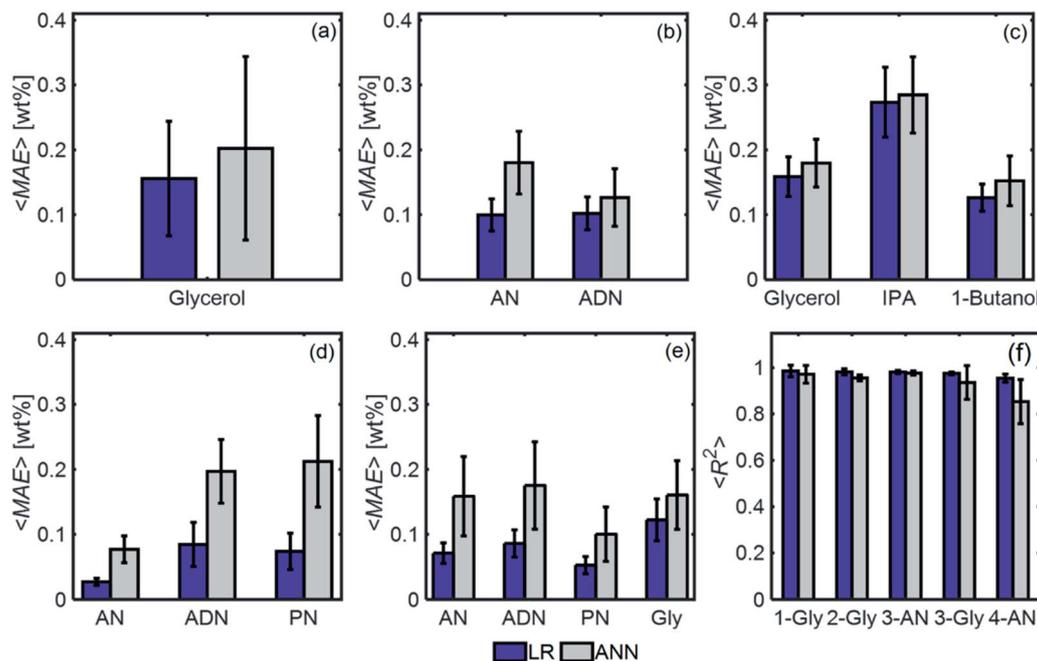 (a)
<MAE> [wt%]
0.4
0.3
0.2
0.1
0
Glycerol
(b)
<MAE> [wt%]
0.4
0.3
0.2
0.1
0
AN ADN
(c)
<MAE> [wt%]
0.4
0.3
0.2
0.1
0
Glycerol IPA 1-Butanol
(d)
<MAE> [wt%]
0.4
0.3
0.2
0.1
0
AN ADN PN
(e)
<MAE> [wt%]
0.4
0.3
0.2
0.1
0
AN ADN PN Gly
(f)
<R²>
1
0.8
0.6
0.4
0.2
0
1-Gly 2-Gly 3-AN 3-Gly 4-AN
LR ANN